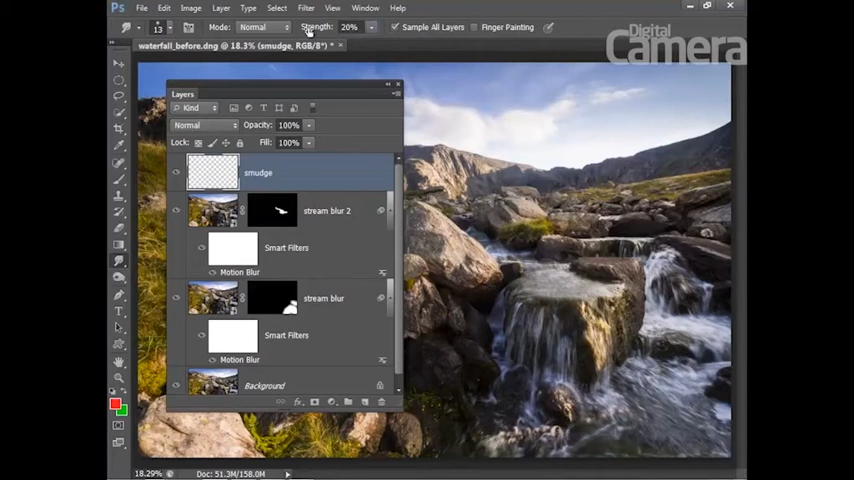 Ps File Edit Image Layer Type Select Filter View Window Help
13 Mode: Normal Strength: 20% Sample All Layers Finger Painting
Digital
Camera
waterfall_before.dng @ 18.3% (smudge, RGB/8*) * ×
Layers
Kind
Normal Opacity: 100%
Lock: Fill: 100%
smudge
stream blur 2
Smart Filters
Motion Blur
stream blur
Smart Filters
Motion Blur
Background
fx
18.29% Doc: 51.3M/158.0M